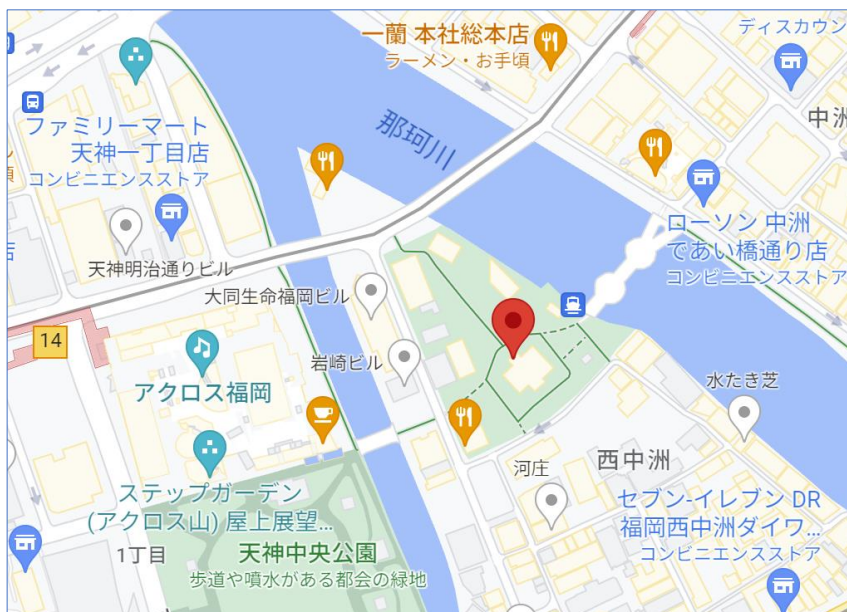 一蘭 本社総本店
ラーメン・お手頃
ディスカウン
中洲
那珂川
ファミリーマート
天神一丁目店
コンビニエンスストア
ローソン 中洲
であい橋通り店
コンビニエンスストア
天神明治通りビル
大同生命福岡ビル
14
岩崎ビル
アクロス福岡
水たき芝
河庄
西中洲
ステップガーデン
(アクロス山) 屋上展望...
セブン-イレブン DR
福岡西中洲ダイワ...
コンビニエンスストア
1丁目
天神中央公園
歩道や噴水がある都会の緑地